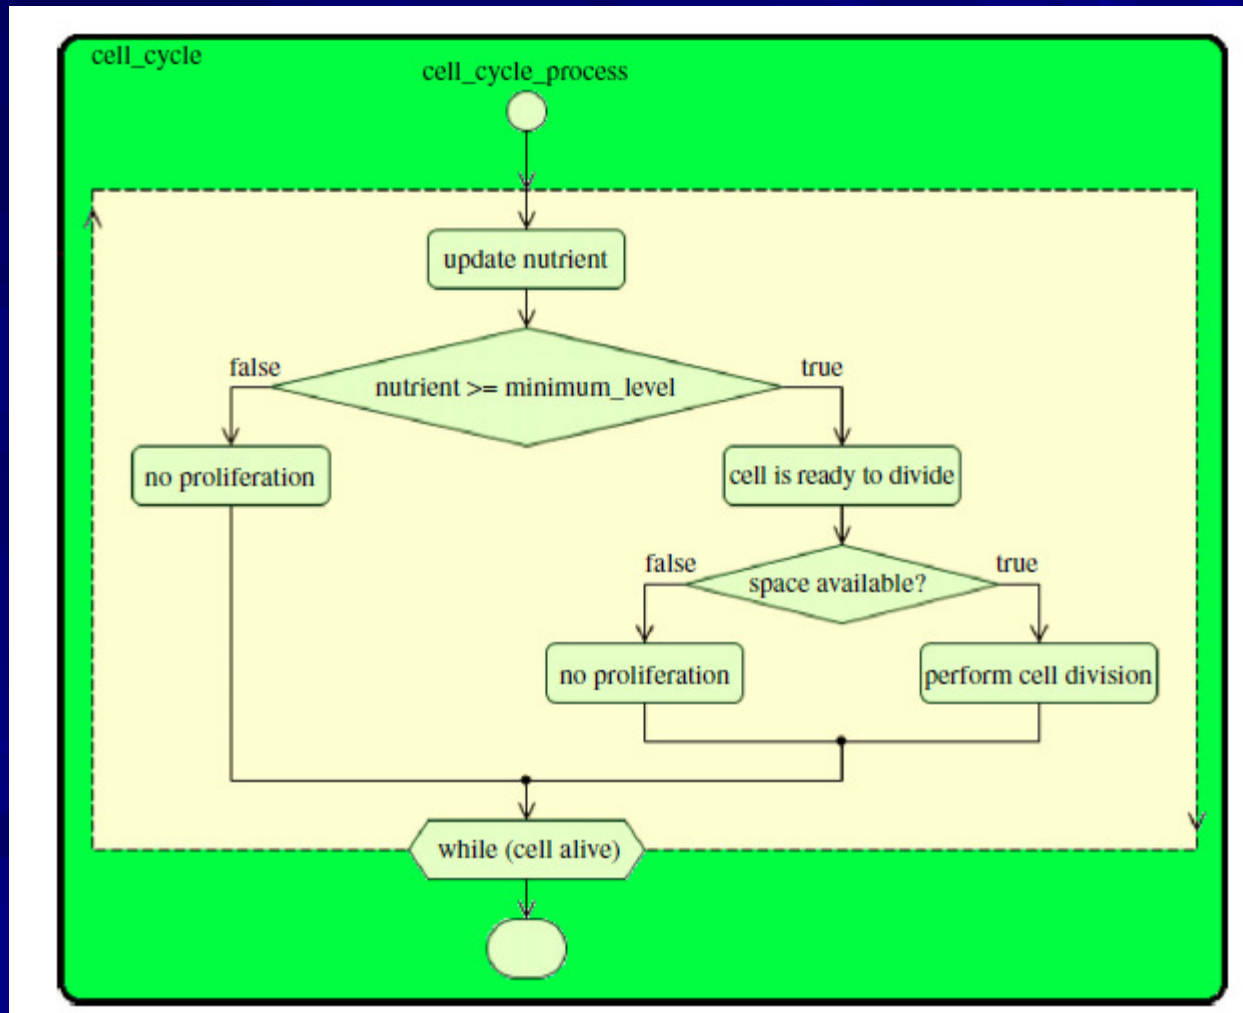 cell_cycle
cell_cycle_process
update nutrient
false
true
nutrient >= minimum_level
no proliferation
cell is ready to divide
false
true
space available?
no proliferation
perform cell division
while (cell alive)